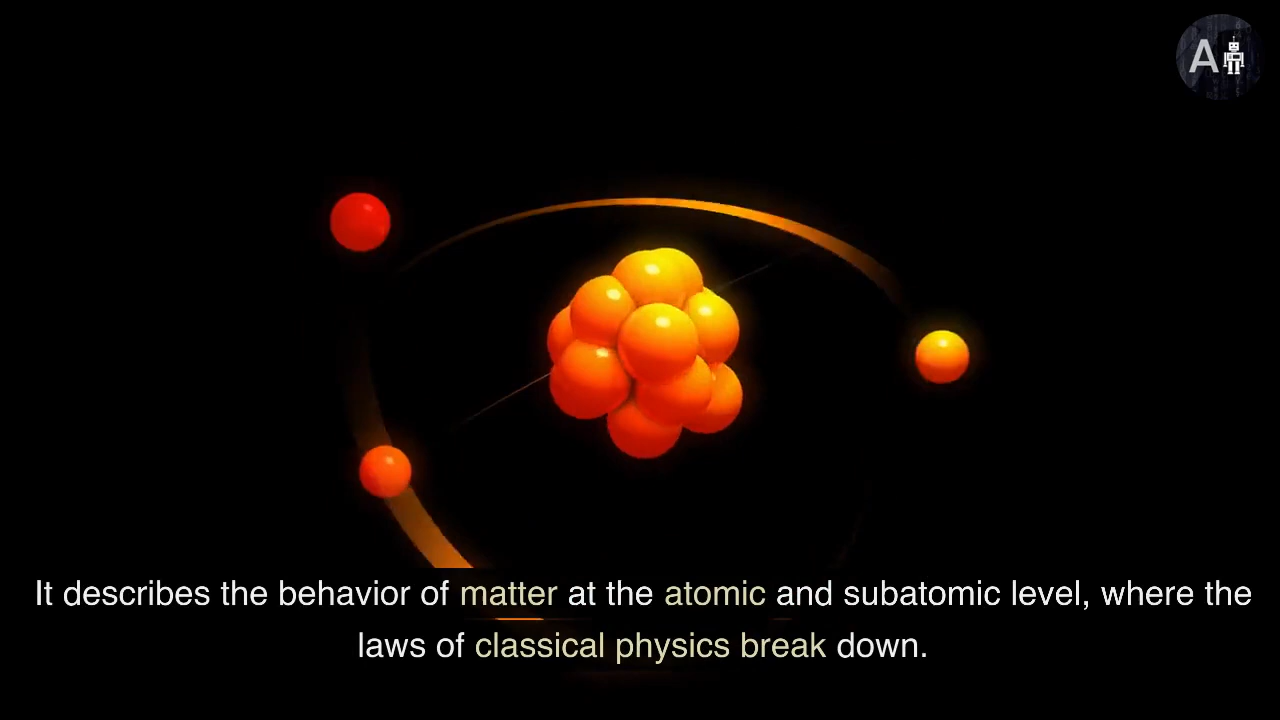 A
It describes the behavior of matter at the atomic and subatomic level, where the
laws of classical physics break down.